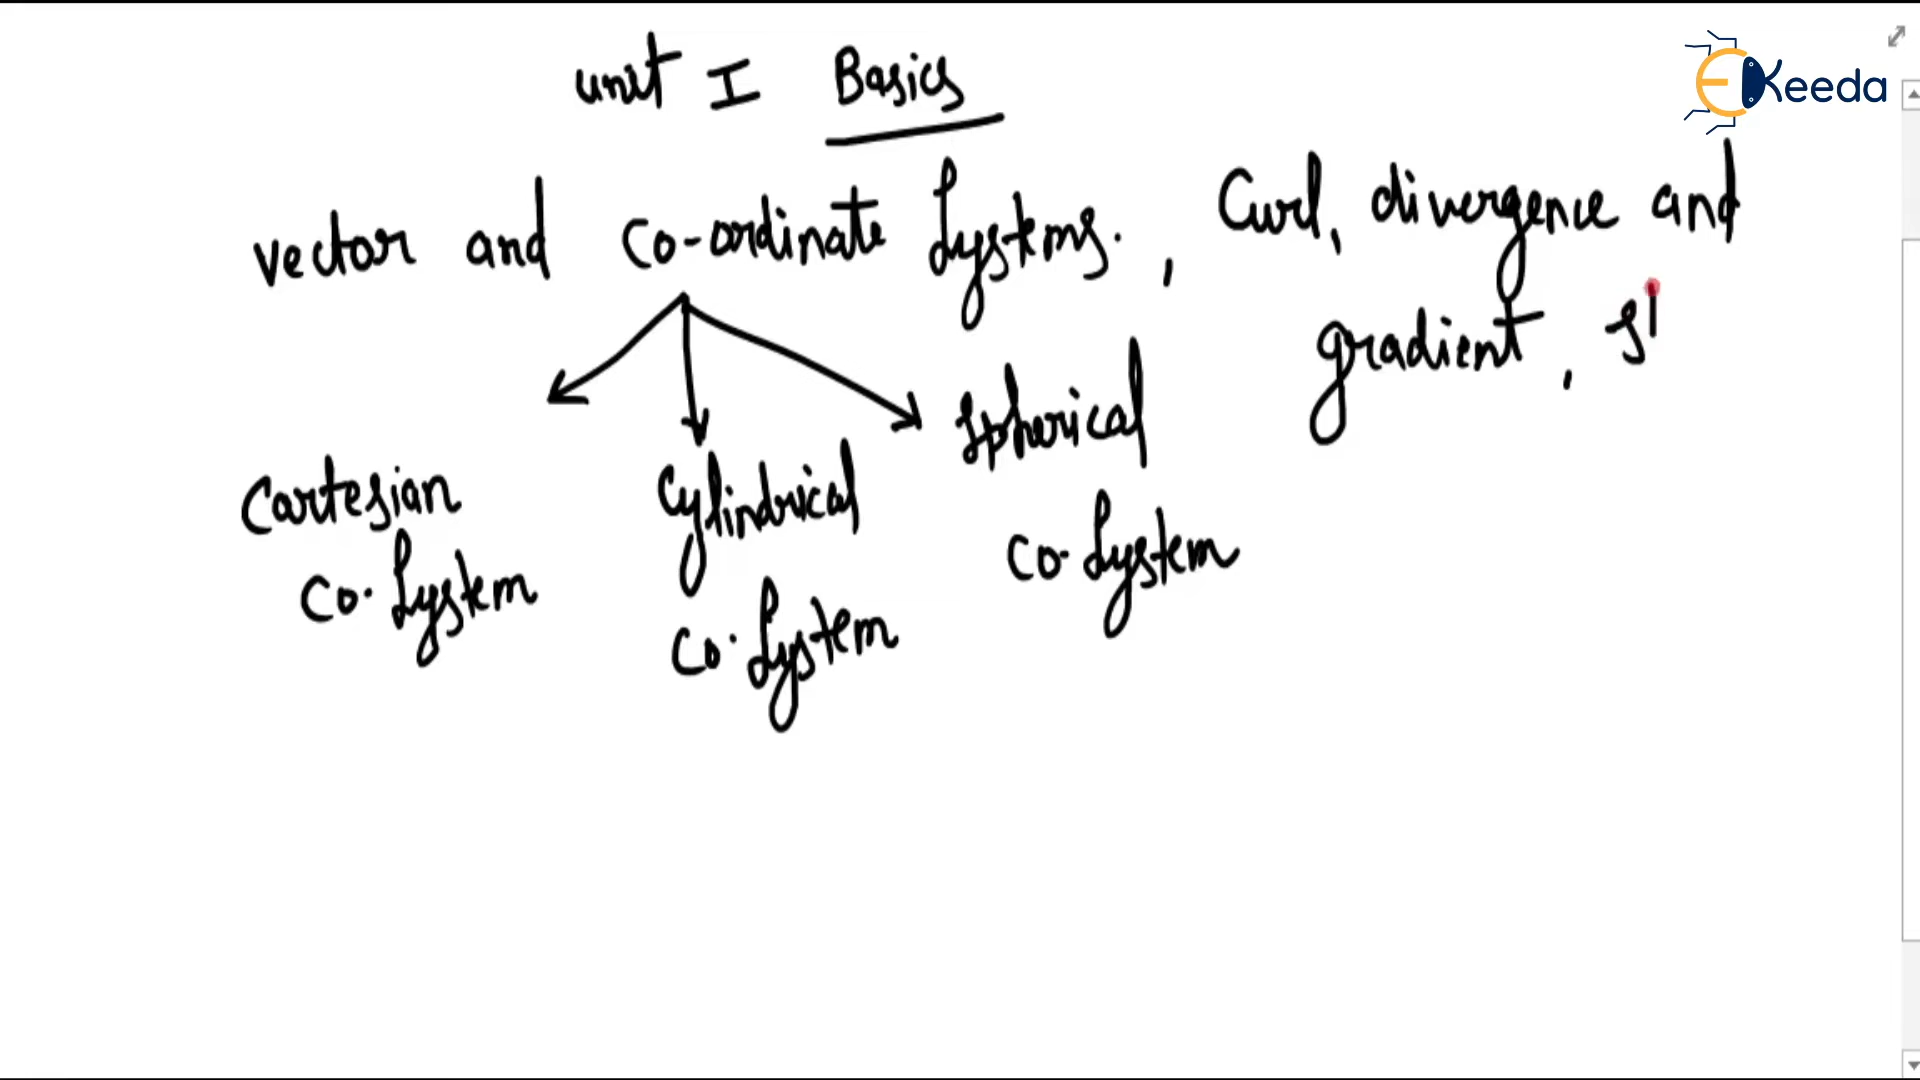 unit I Basics
EKeeda
vector and Co-ordinate Systems. , Curl, divergence and
gradient,
Cartesian
Co. System
Cylindrical
Co. System
Spherical
Co. System